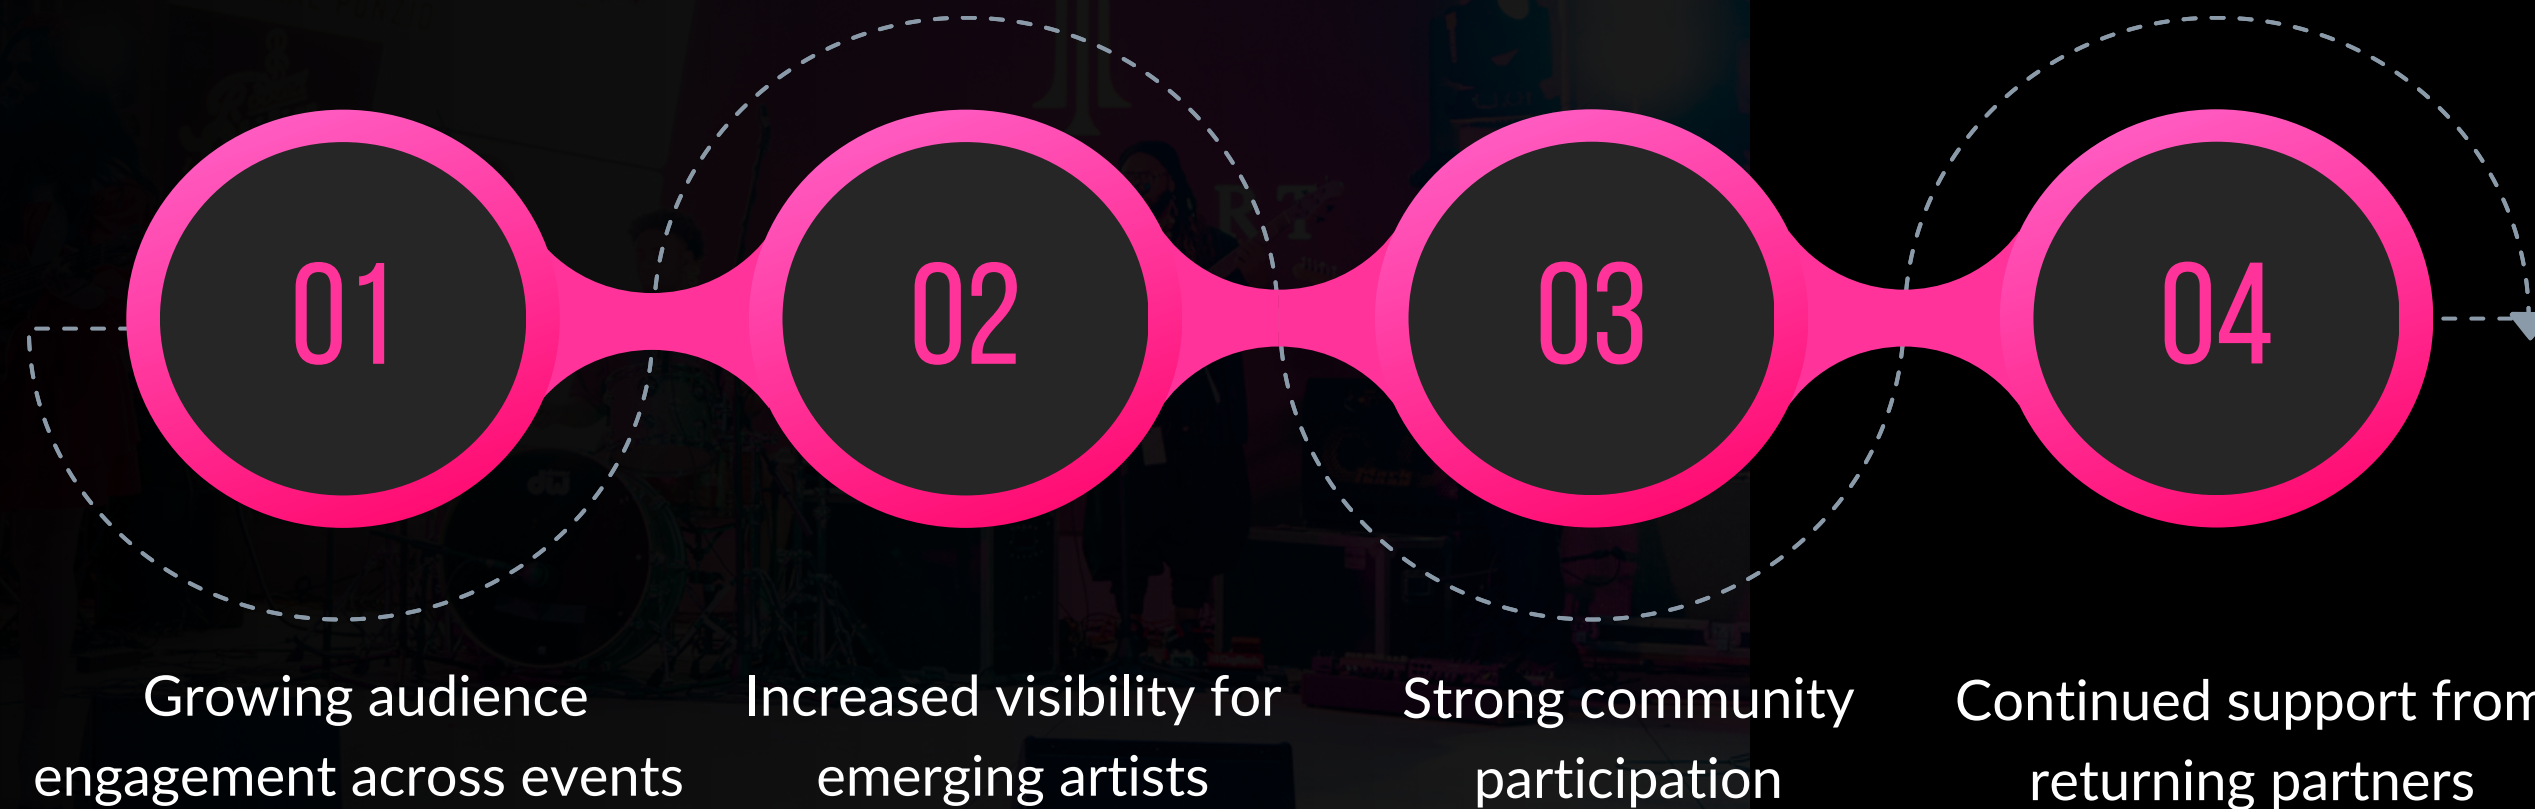 01
02
03
04
Growing audience
engagement across events
Increased visibility for
emerging artists
Strong community
participation
Continued support from
returning partners